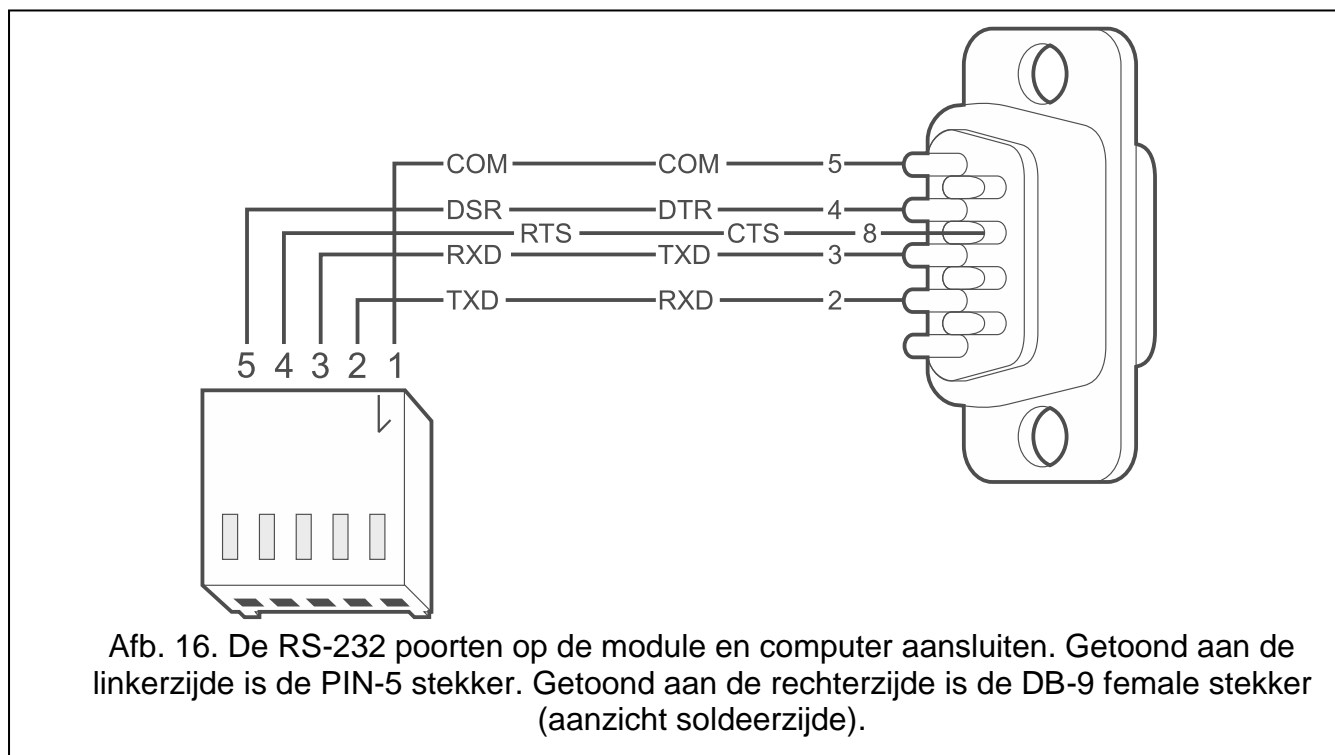 COM COM 5
DSR DTR 4
RTS CTS 8
RXD TXD 3
TXD RXD 2
5 4 3 2 1
Afb. 16. De RS-232 poorten op de module en computer aansluiten. Getoond aan de
linkerzijde is de PIN-5 stekker. Getoond aan de rechterzijde is de DB-9 female stekker
(aanzicht soldeerzijde).